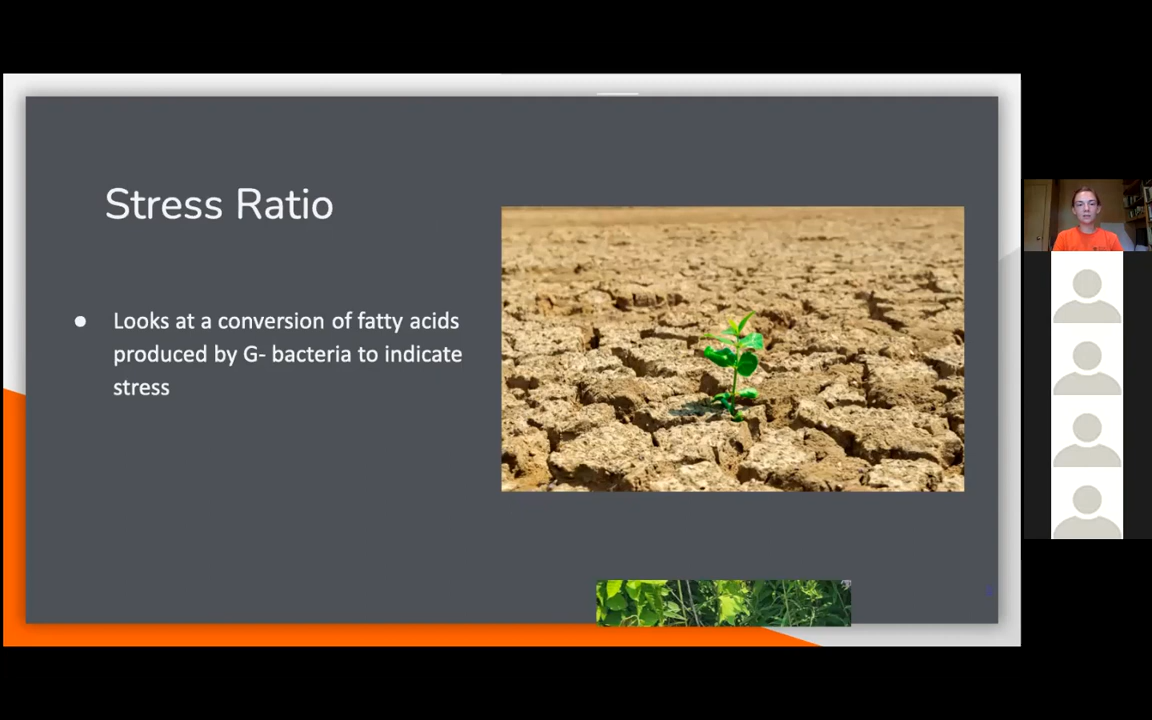 Stress Ratio
● Looks at a conversion of fatty acids
produced by G- bacteria to indicate
stress